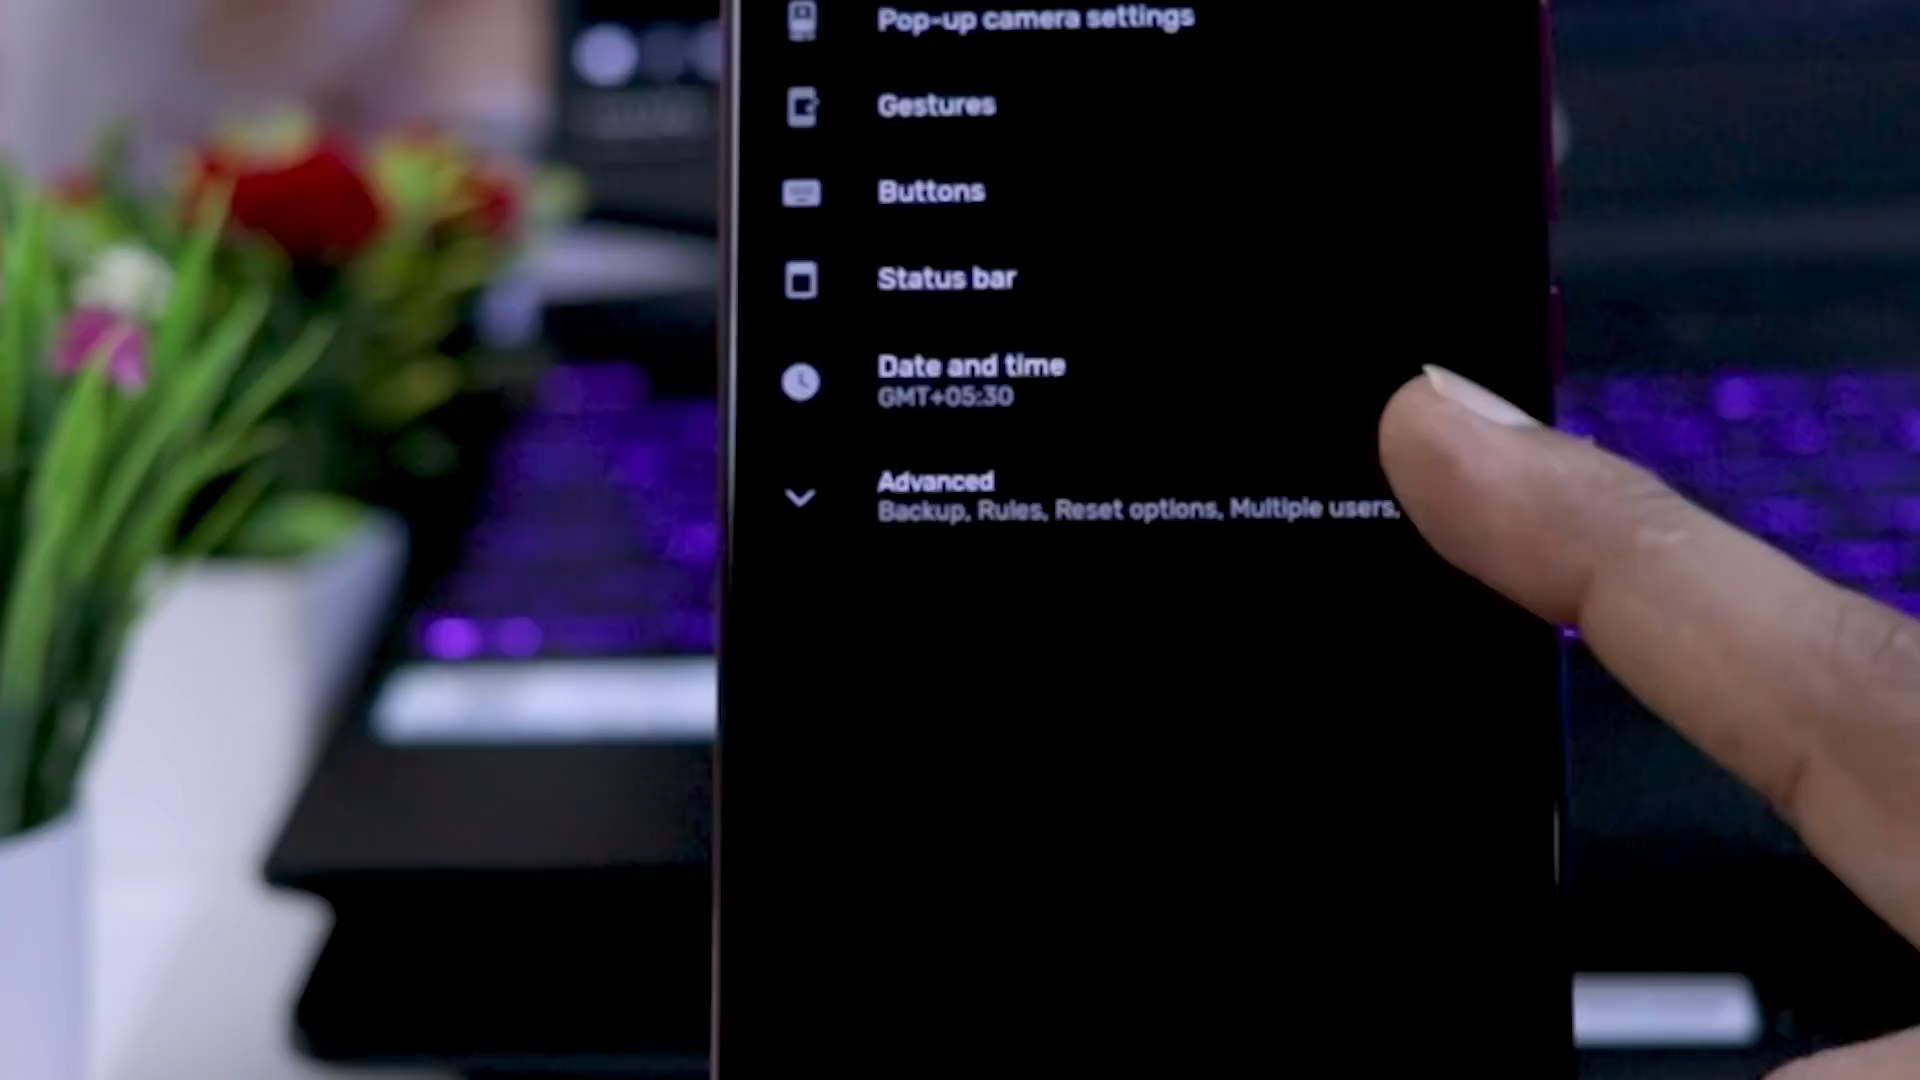 Pop-up camera settings
Gestures
Buttons
Status bar
Date and time
GMT+05:30
Advanced
Backup, Rules, Reset options, Multiple users,